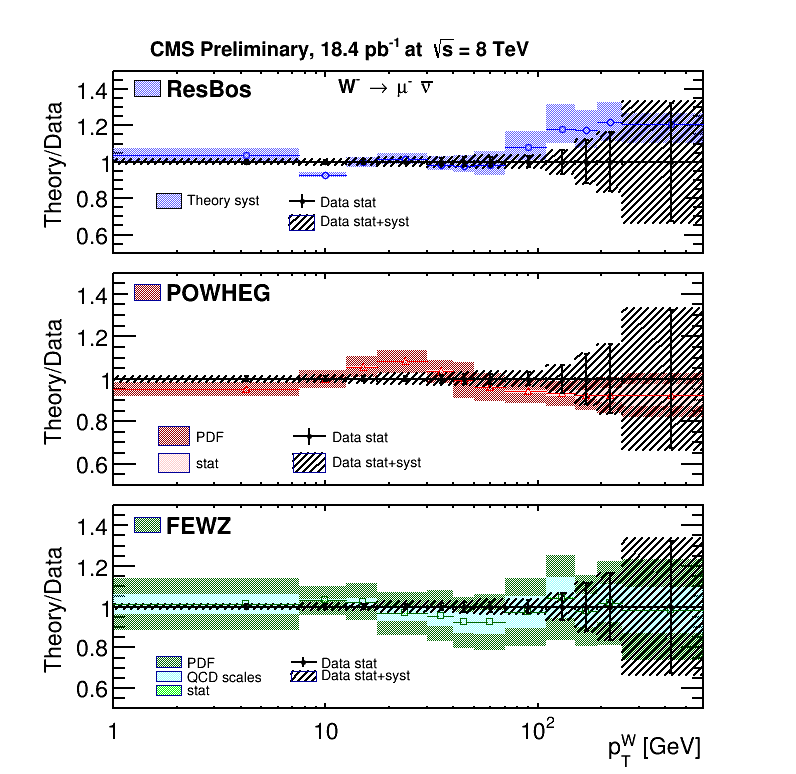 CMS Preliminary, 18.4 pb⁻¹ at √s = 8 TeV
ResBos
W⁻ → μ⁻ ν̅
Theory/Data
1.4
1.2
1
0.8
0.6
Theory syst
Data stat
Data stat+syst
POWHEG
Theory/Data
1.4
1.2
1
0.8
0.6
PDF
stat
Data stat
Data stat+syst
FEWZ
Theory/Data
1.4
1.2
1
0.8
0.6
PDF
QCD scales
stat
Data stat
Data stat+syst
1 10 10²
p_T^W [GeV]